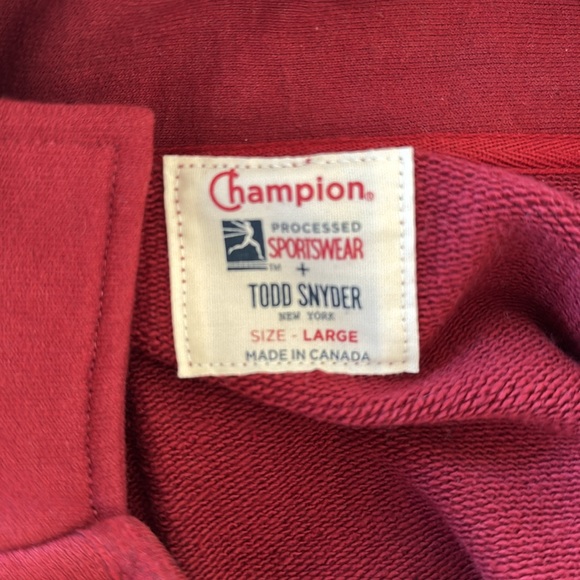 Champion®
PROCESSED
SPORTSWEAR
™ +
TODD SNYDER
NEW YORK
SIZE - LARGE
MADE IN CANADA